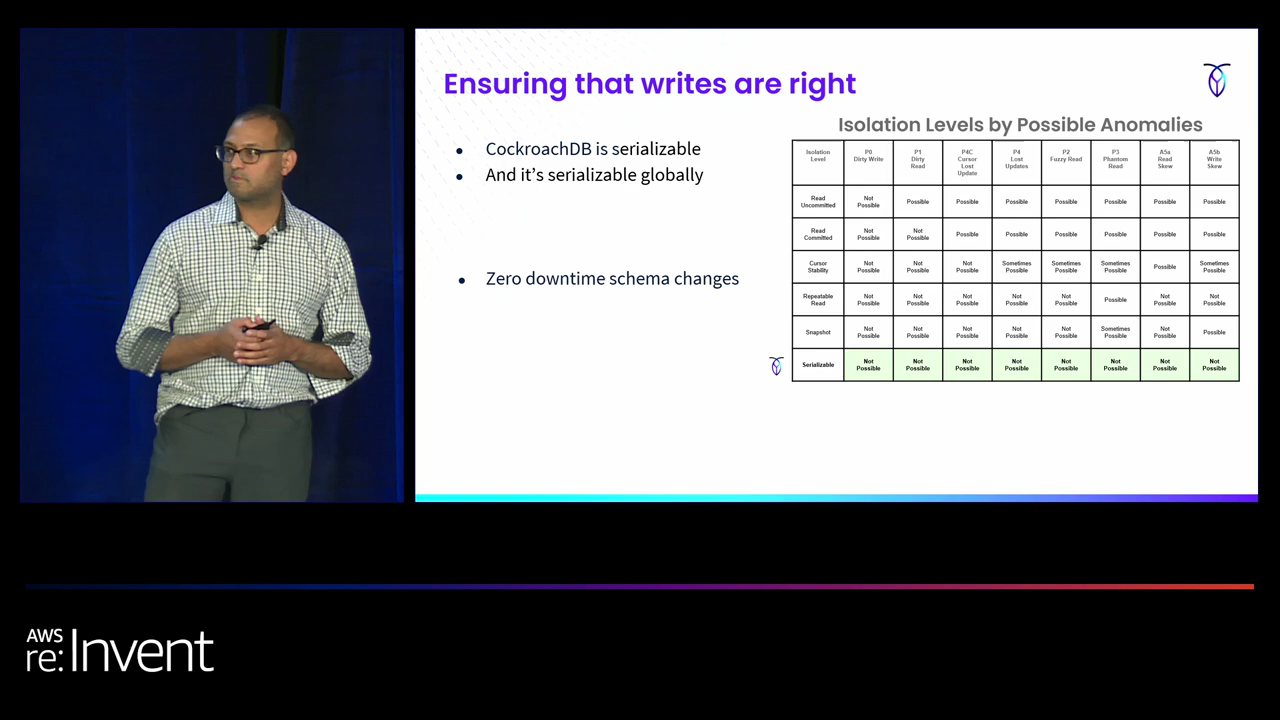 Ensuring that writes are right
• CockroachDB is serializable
• And it's serializable globally
• Zero downtime schema changes
Isolation Levels by Possible Anomalies
Isolation
Level
P0
Dirty Write
P1
Dirty
Read
P4C
Cursor
Lost
Update
P4
Lost
Updates
P2
Fuzzy Read
P3
Phantom
Read
A5a
Read
Skew
A5b
Write
Skew
Read
Uncommitted
Not
Possible
Possible
Possible
Possible
Possible
Possible
Possible
Possible
Read
Committed
Not
Possible
Not
Possible
Possible
Possible
Possible
Possible
Possible
Possible
Cursor
Stability
Not
Possible
Not
Possible
Not
Possible
Sometimes
Possible
Sometimes
Possible
Sometimes
Possible
Possible
Sometimes
Possible
Repeatable
Read
Not
Possible
Not
Possible
Not
Possible
Not
Possible
Not
Possible
Possible
Not
Possible
Not
Possible
Snapshot
Not
Possible
Not
Possible
Not
Possible
Not
Possible
Not
Possible
Sometimes
Possible
Not
Possible
Possible
Serializable
Not
Possible
Not
Possible
Not
Possible
Not
Possible
Not
Possible
Not
Possible
Not
Possible
Not
Possible
AWS
re:Invent